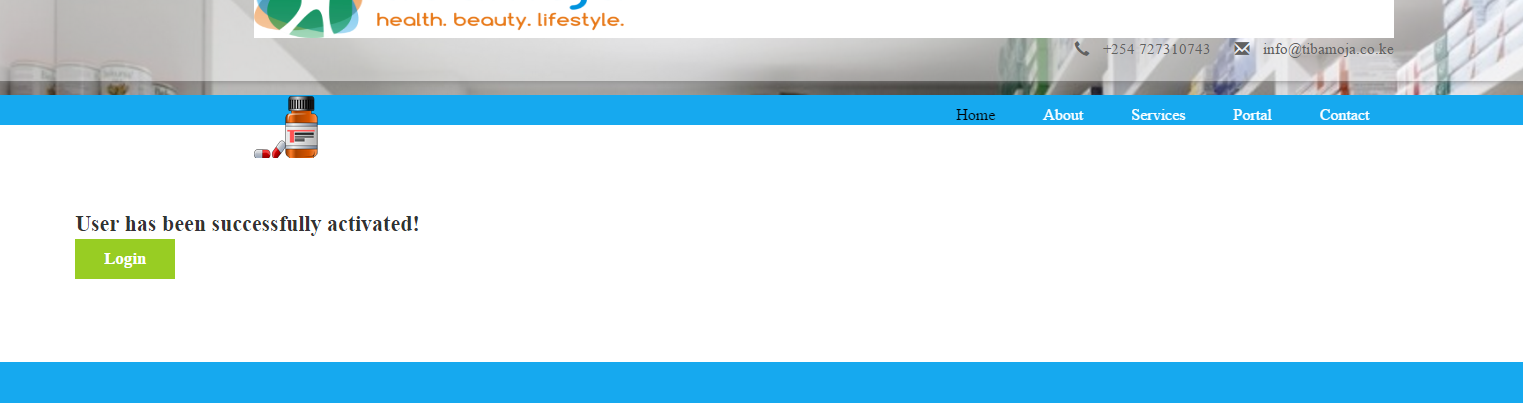 health. beauty. lifestyle.
+254 727310743 info@tibamoja.co.ke
Home About Services Portal Contact
User has been successfully activated!
Login